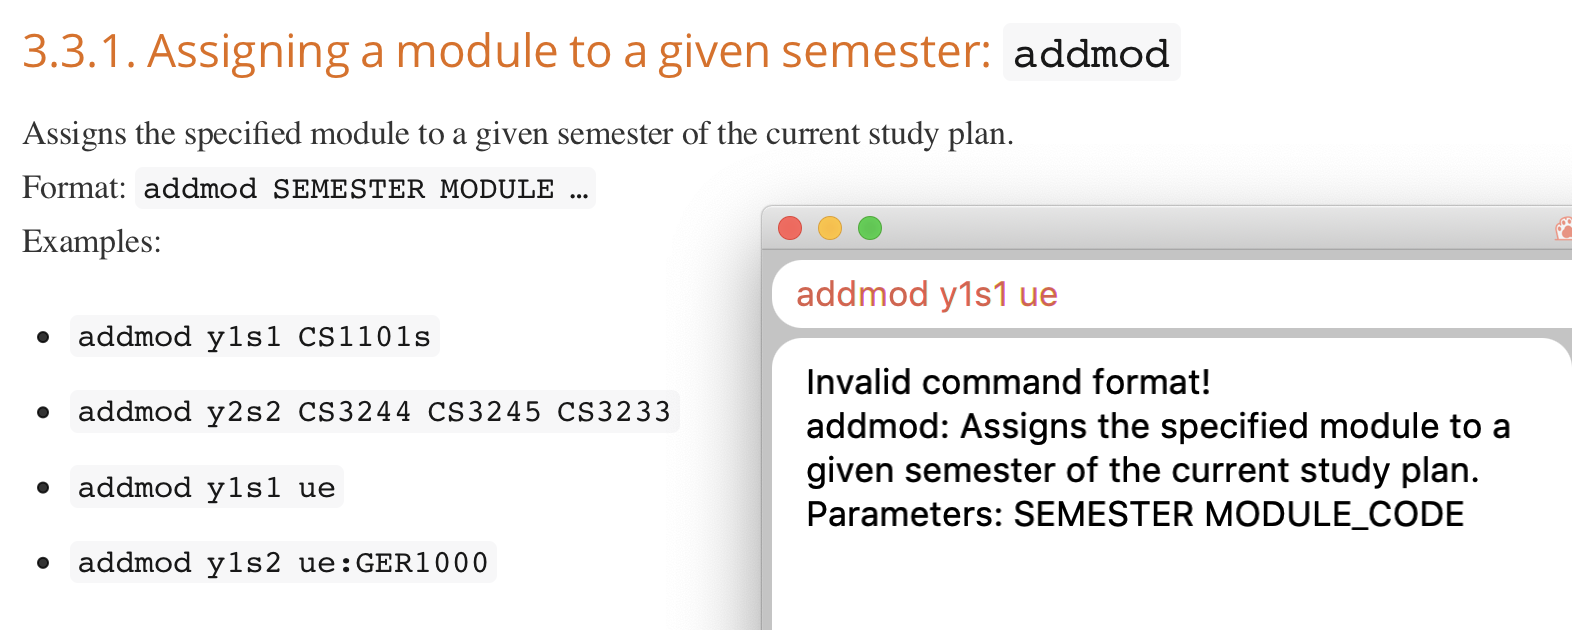 3.3.1. Assigning a module to a given semester: addmod
Assigns the specified module to a given semester of the current study plan.
Format: addmod SEMESTER MODULE …
Examples:
• addmod y1s1 CS1101s
• addmod y2s2 CS3244 CS3245 CS3233
• addmod y1s1 ue
• addmod y1s2 ue:GER1000
addmod y1s1 ue
Invalid command format!
addmod: Assigns the specified module to a
given semester of the current study plan.
Parameters: SEMESTER MODULE_CODE